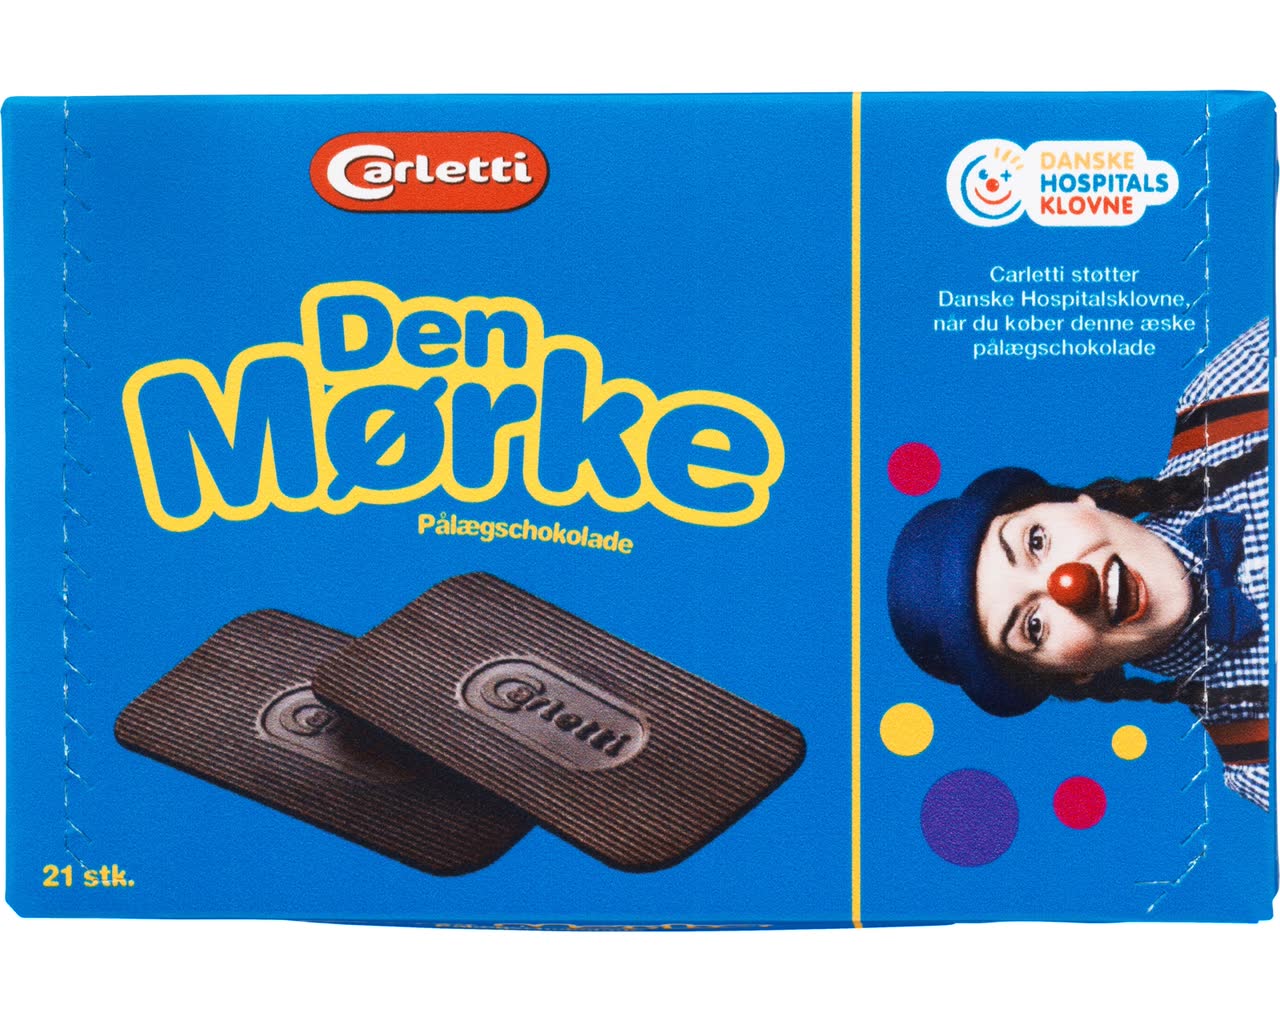 Carletti
Den
Mørke
Pålægschokolade
Carletti
Ca
21 stk.
DANSKE
HOSPITALS
KLOVNE
Carletti støtter
Danske Hospitalsklovne,
når du køber denne æske
pålægschokolade